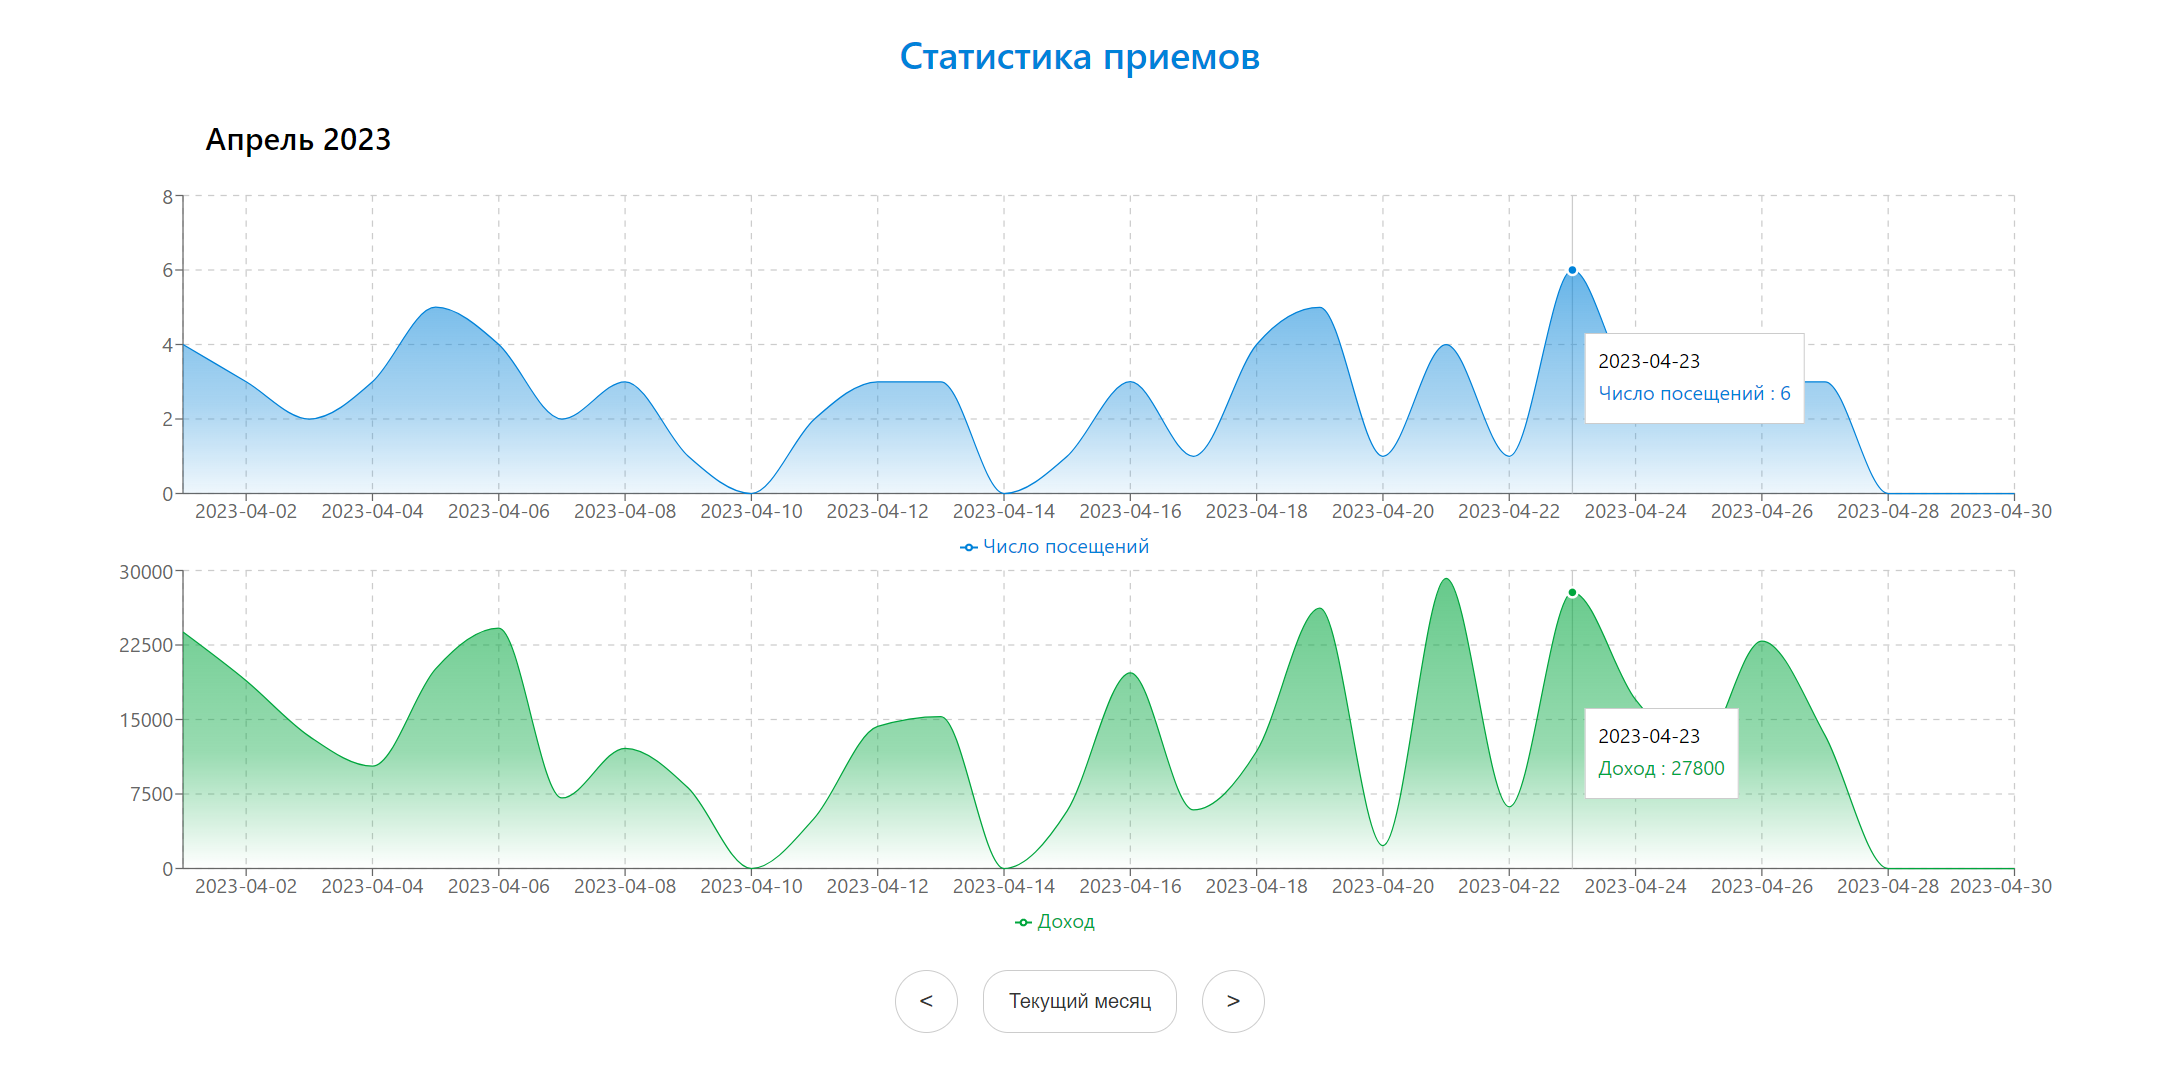 Статистика приемов
Апрель 2023
8
6
4
2
0
2023-04-23
Число посещений : 6
2023-04-02 2023-04-04 2023-04-06 2023-04-08 2023-04-10 2023-04-12 2023-04-14 2023-04-16 2023-04-18 2023-04-20 2023-04-22 2023-04-24 2023-04-26 2023-04-28 2023-04-30
Число посещений
30000
22500
15000
7500
0
2023-04-23
Доход : 27800
2023-04-02 2023-04-04 2023-04-06 2023-04-08 2023-04-10 2023-04-12 2023-04-14 2023-04-16 2023-04-18 2023-04-20 2023-04-22 2023-04-24 2023-04-26 2023-04-28 2023-04-30
Доход
< Текущий месяц >